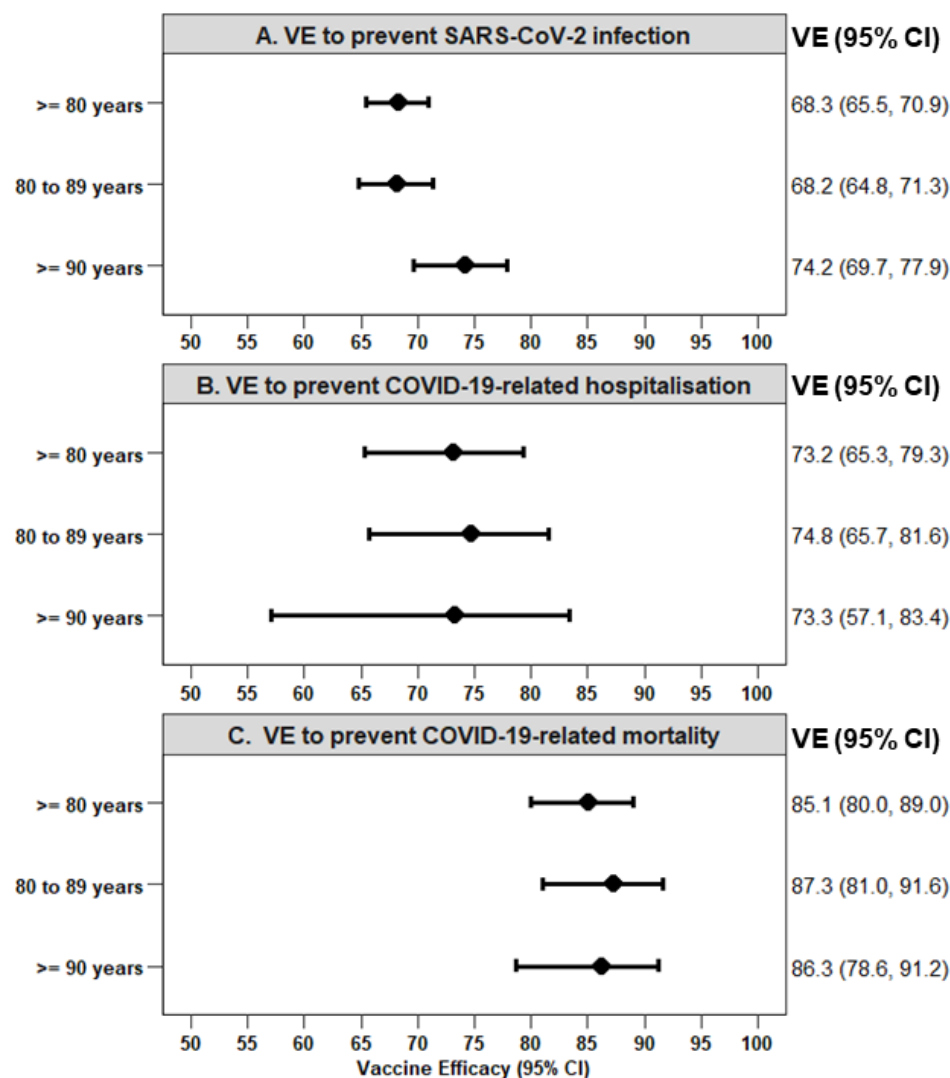 A. VE to prevent SARS-CoV-2 infection VE (95% CI)
>= 80 years 68.3 (65.5, 70.9)
80 to 89 years 68.2 (64.8, 71.3)
>= 90 years 74.2 (69.7, 77.9)
50 55 60 65 70 75 80 85 90 95 100
B. VE to prevent COVID-19-related hospitalisation VE (95% CI)
>= 80 years 73.2 (65.3, 79.3)
80 to 89 years 74.8 (65.7, 81.6)
>= 90 years 73.3 (57.1, 83.4)
50 55 60 65 70 75 80 85 90 95 100
C. VE to prevent COVID-19-related mortality VE (95% CI)
>= 80 years 85.1 (80.0, 89.0)
80 to 89 years 87.3 (81.0, 91.6)
>= 90 years 86.3 (78.6, 91.2)
50 55 60 65 70 75 80 85 90 95 100
Vaccine Efficacy (95% CI)